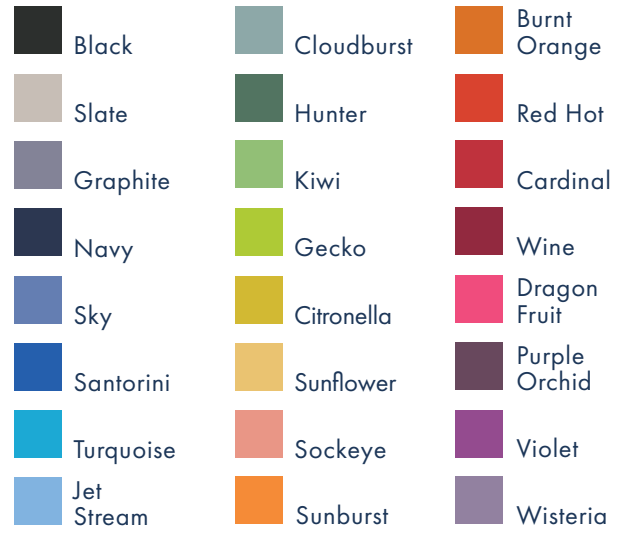 Black
Slate
Graphite
Navy
Sky
Santorini
Turquoise
Jet
Stream
Cloudburst
Hunter
Kiwi
Gecko
Citronella
Sunflower
Sockeye
Sunburst
Burnt
Orange
Red Hot
Cardinal
Wine
Dragon
Fruit
Purple
Orchid
Violet
Wisteria